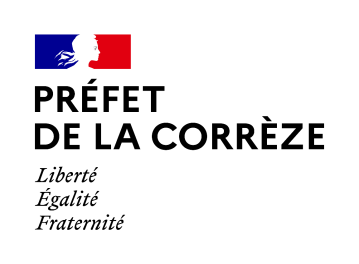 PRÉFET
DE LA CORRÈZE
Liberté
Égalité
Fraternité